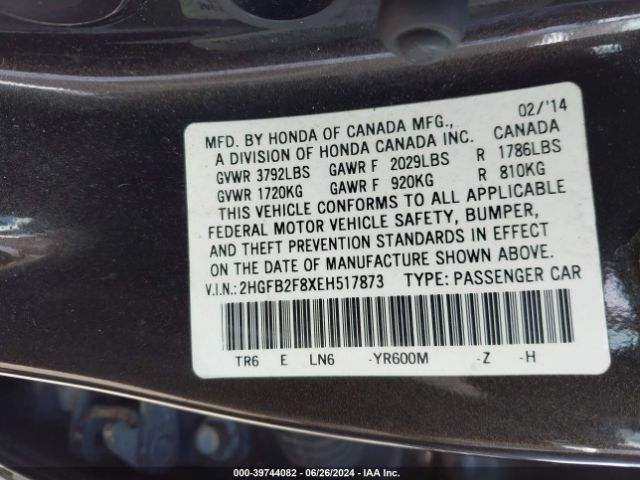 02/'14
MFD. BY HONDA OF CANADA MFG.,
A DIVISION OF HONDA CANADA INC. CANADA
GVWR 3792LBS GAWR F 2029LBS R 1786LBS
GVWR 1720KG GAWR F 920KG R 810KG
THIS VEHICLE CONFORMS TO ALL APPLICABLE
FEDERAL MOTOR VEHICLE SAFETY, BUMPER,
AND THEFT PREVENTION STANDARDS IN EFFECT
ON THE DATE OF MANUFACTURE SHOWN ABOVE.
V.I.N.: 2HGFB2F8XEH517873 TYPE: PASSENGER CAR
TR6 E LN6 -YR600M -Z -H
000-39744082 / 06/26/2024 - IAA Inc.